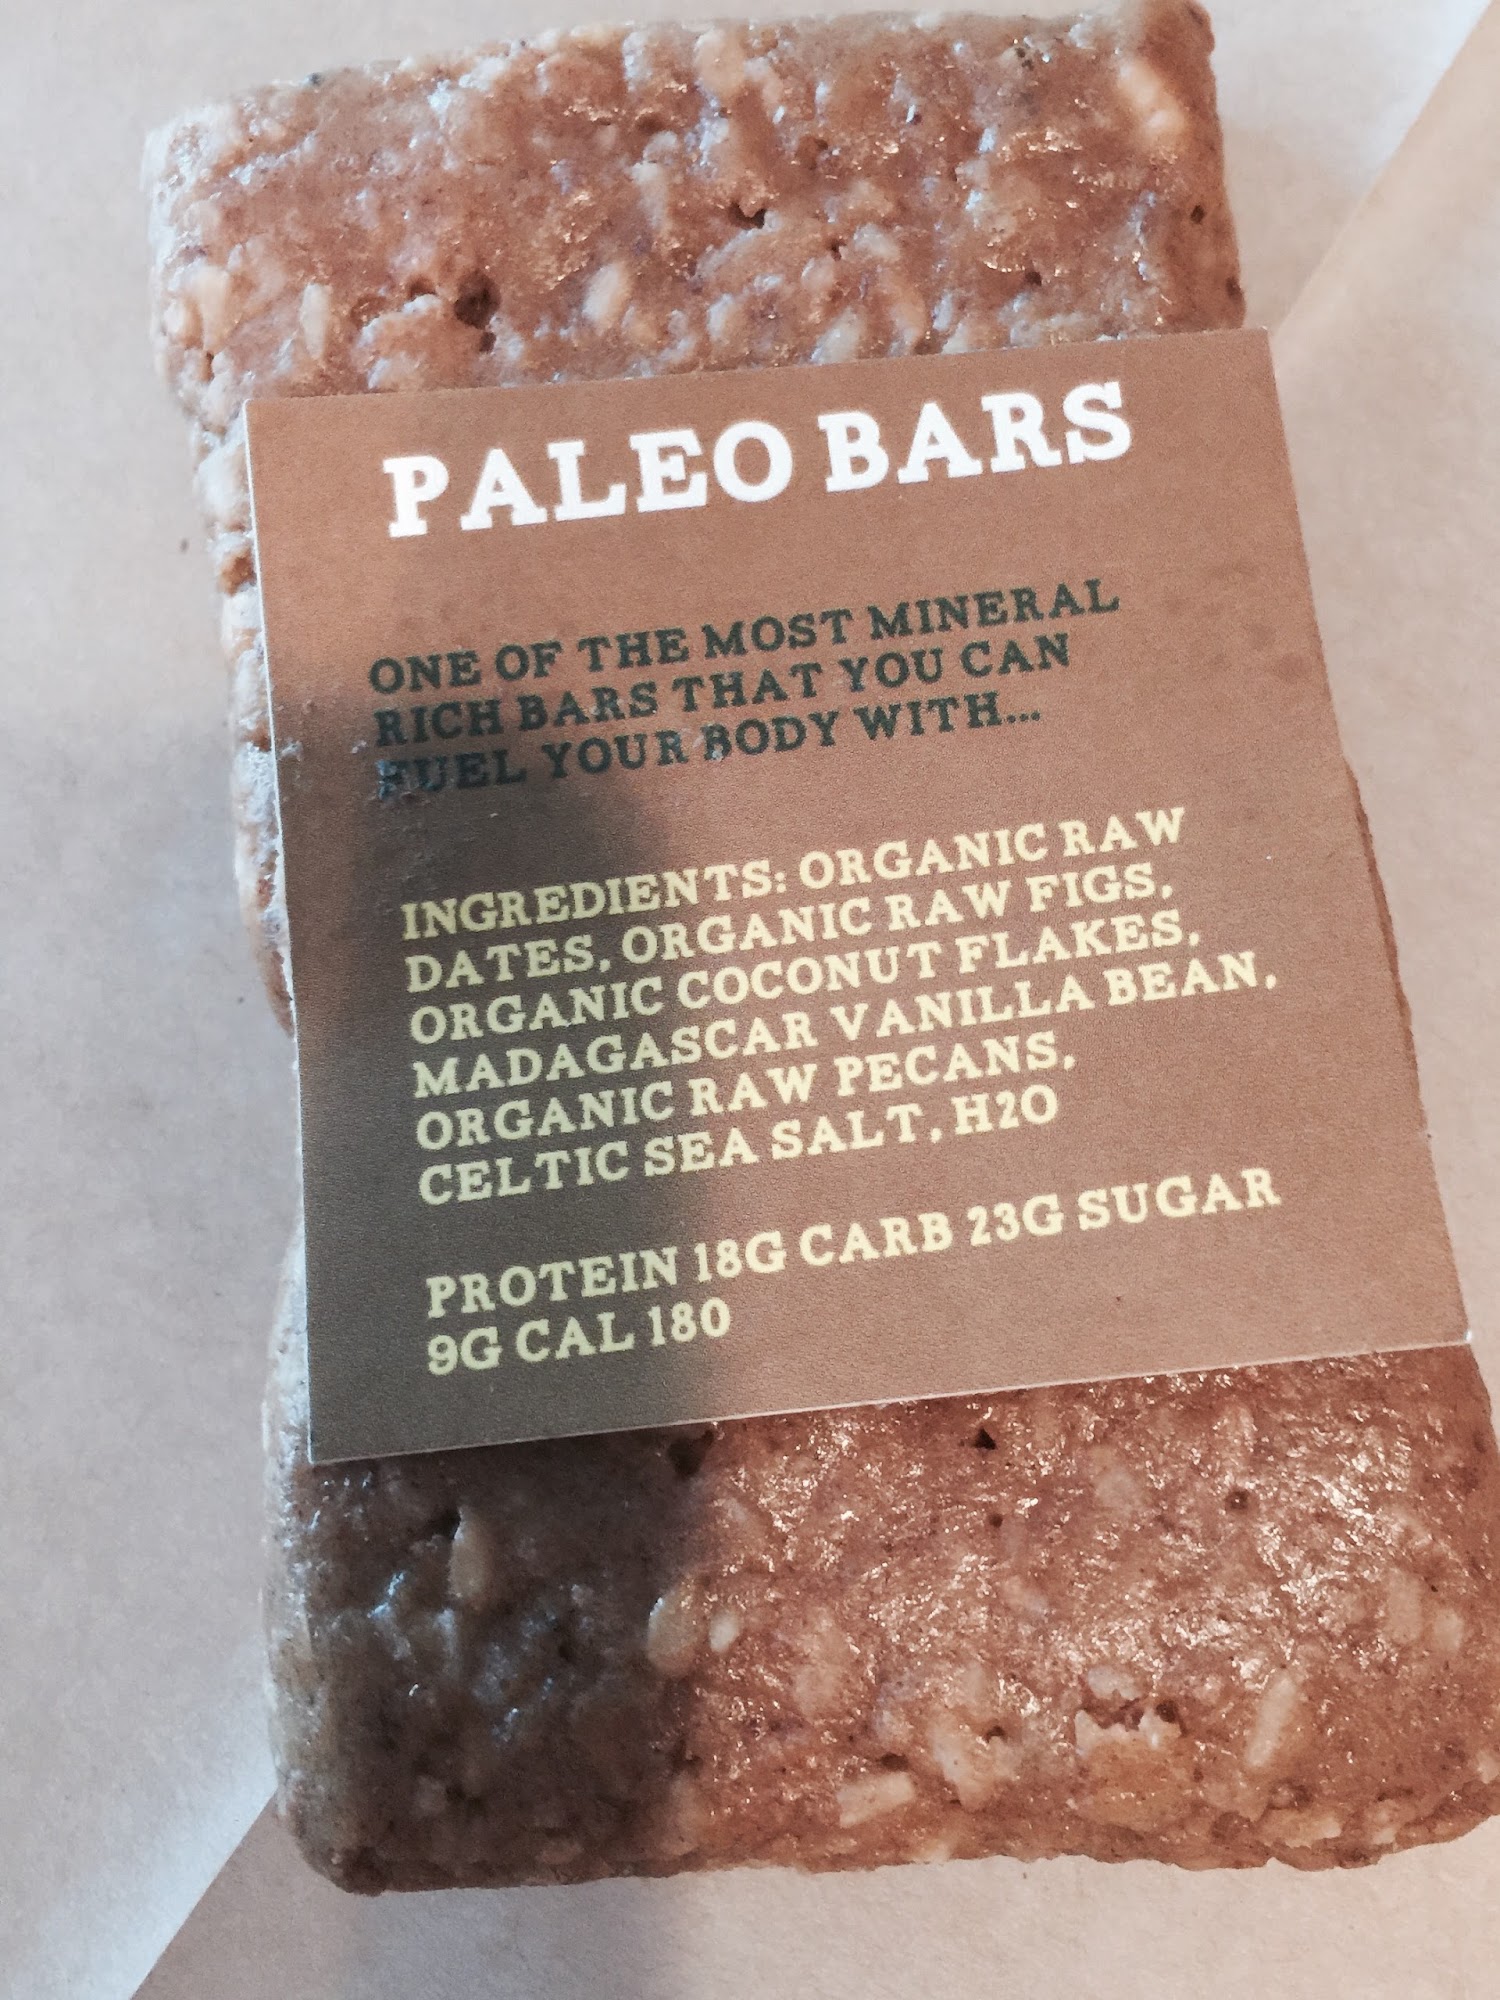 PALEO BARS
ONE OF THE MOST MINERAL
RICH BARS THAT YOU CAN
FUEL YOUR BODY WITH...
INGREDIENTS: ORGANIC RAW
DATES, ORGANIC RAW FIGS,
ORGANIC COCONUT FLAKES,
MADAGASCAR VANILLA BEAN,
ORGANIC RAW PECANS,
CELTIC SEA SALT, H2O
PROTEIN 18G CARB 23G SUGAR
9G CAL 180